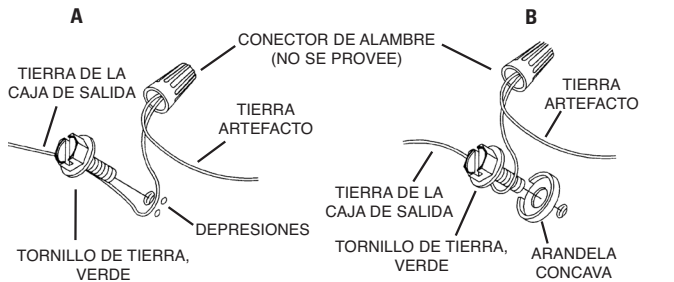 A
B
CONECTOR DE ALAMBRE
(NO SE PROVEE)
TIERRA DE LA
CAJA DE SALIDA
TIERRA
ARTEFACTO
DEPRESIONES
TORNILLO DE TIERRA,
VERDE
TIERRA
ARTEFACTO
TIERRA DE LA
CAJA DE SALIDA
TORNILLO DE TIERRA,
VERDE
ARANDELA
CONCAVA